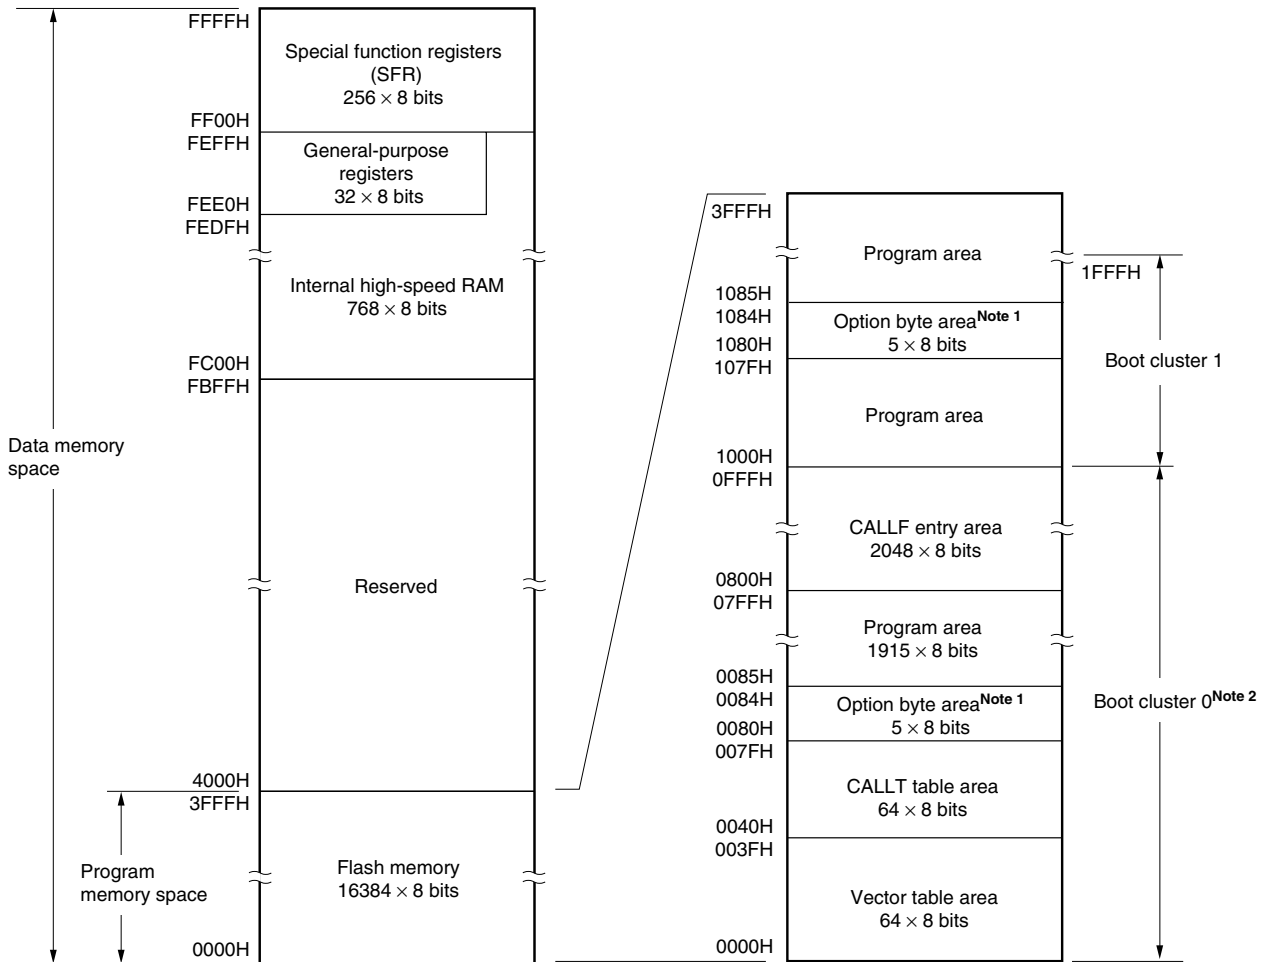 FFFFH
Special function registers
(SFR)
256 × 8 bits
FF00H
FEFFH
General-purpose
registers
32 × 8 bits
FEE0H
FEDFH
Internal high-speed RAM
768 × 8 bits
FC00H
FBFFH
Data memory
space
Reserved
4000H
3FFFH
Program
memory space
Flash memory
16384 × 8 bits
0000H
3FFFH
Program area
1FFFH
1085H
1084H
Option byte area Note 1
5 × 8 bits
1080H
107FH
Boot cluster 1
Program area
1000H
0FFFH
CALLF entry area
2048 × 8 bits
0800H
07FFH
Program area
1915 × 8 bits
0085H
0084H
Option byte area Note 1
5 × 8 bits
Boot cluster 0 Note 2
0080H
007FH
CALLT table area
64 × 8 bits
0040H
003FH
Vector table area
64 × 8 bits
0000H